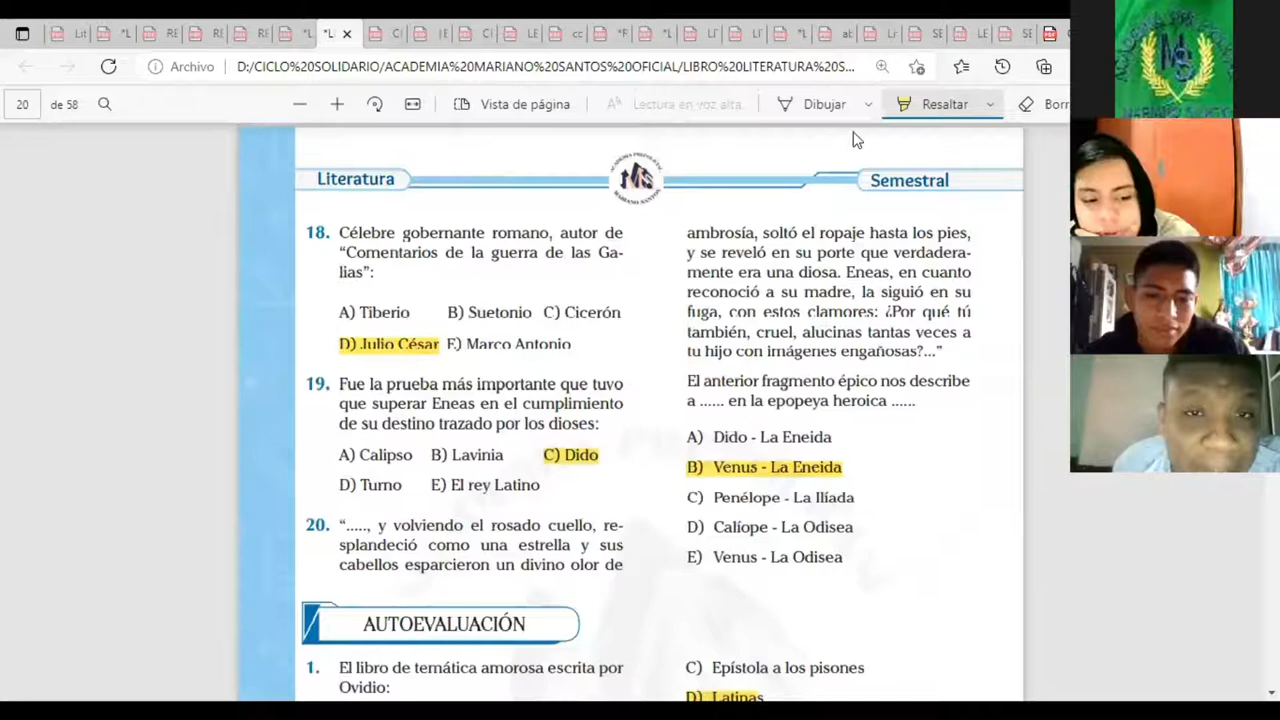 Archivo
D:/CICLO%20SOLIDARIO/ACADEMIA%20MARIANO%20SANTOS%20OFICIAL/LIBRO%20LITERATURA%20S...
20 de 58
Vista de página
Lectura en voz alta
Dibujar
Resaltar
Borr
Literatura
Semestral
18. Célebre gobernante romano, autor de
“Comentarios de la guerra de las Ga-
lias”:
A) Tiberio B) Suetonio C) Cicerón
D) Julio César E) Marco Antonio
19. Fue la prueba más importante que tuvo
que superar Eneas en el cumplimiento
de su destino trazado por los dioses:
A) Calipso B) Lavinia C) Dido
D) Turno E) El rey Latino
20. “....., y volviendo el rosado cuello, re-
splandeció como una estrella y sus
cabellos esparcieron un divino olor de
ambrosía, soltó el ropaje hasta los pies,
y se reveló en su porte que verdadera-
mente era una diosa. Eneas, en cuanto
reconoció a su madre, la siguió en su
fuga, con estos clamores: ¿Por qué tú
también, cruel, alucinas tantas veces a
tu hijo con imágenes engañosas?...”
El anterior fragmento épico nos describe
a ...... en la epopeya heroica ......
A) Dido - La Eneida
B) Venus - La Eneida
C) Penélope - La Ilíada
D) Calíope - La Odisea
E) Venus - La Odisea
AUTOEVALUACIÓN
1. El libro de temática amorosa escrita por
Ovidio:
C) Epístola a los pisones
D) Latinas